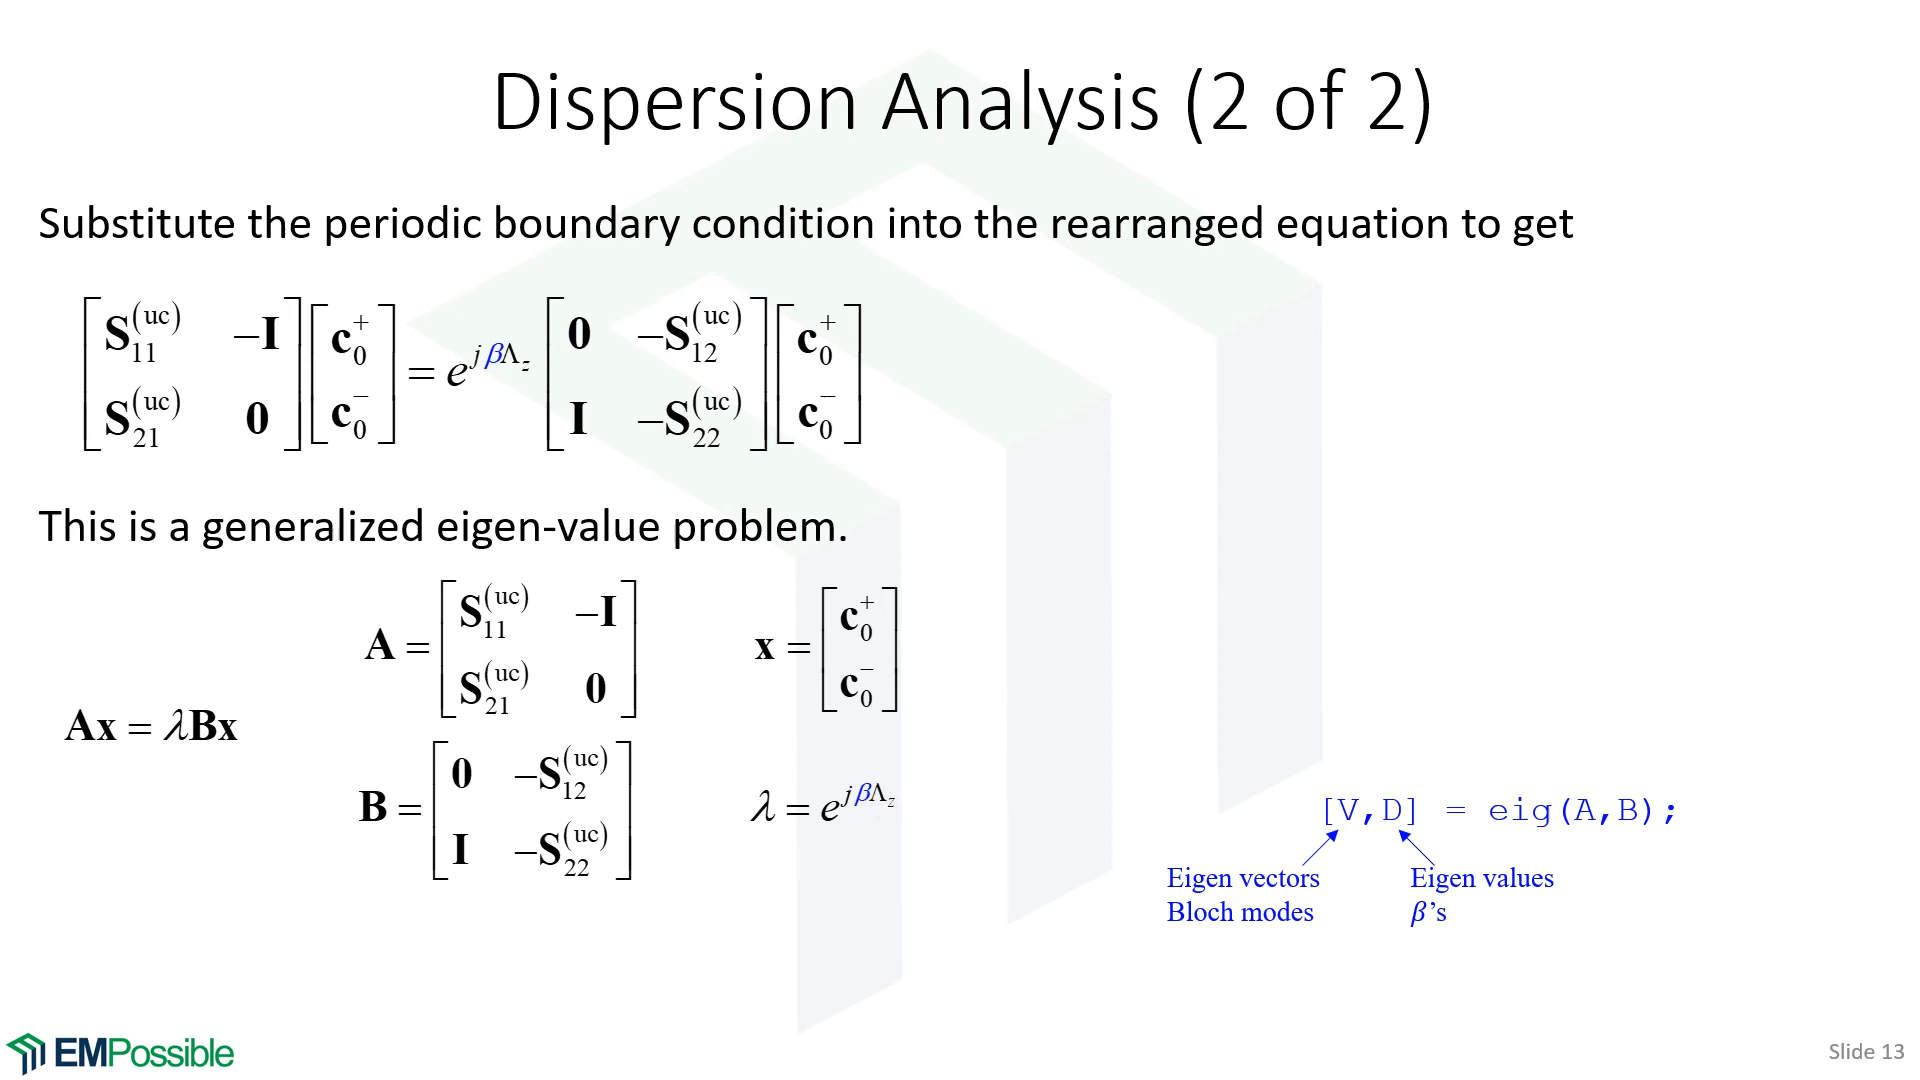 Dispersion Analysis (2 of 2)
Substitute the periodic boundary condition into the rearranged equation to get
[S₁₁^(uc) −I; S₂₁^(uc) 0] [c₀⁺; c₀⁻] = e^{jβΛ_z} [0 −S₁₂^(uc); I −S₂₂^(uc)] [c₀⁺; c₀⁻]
This is a generalized eigen-value problem.
Ax = λBx
A = [S₁₁^(uc) −I; S₂₁^(uc) 0]
x = [c₀⁺; c₀⁻]
B = [0 −S₁₂^(uc); I −S₂₂^(uc)]
λ = e^{jβΛ_z}
[V,D] = eig(A,B);
Eigen vectors
Bloch modes
Eigen values
β's
EMPossible
Slide 13